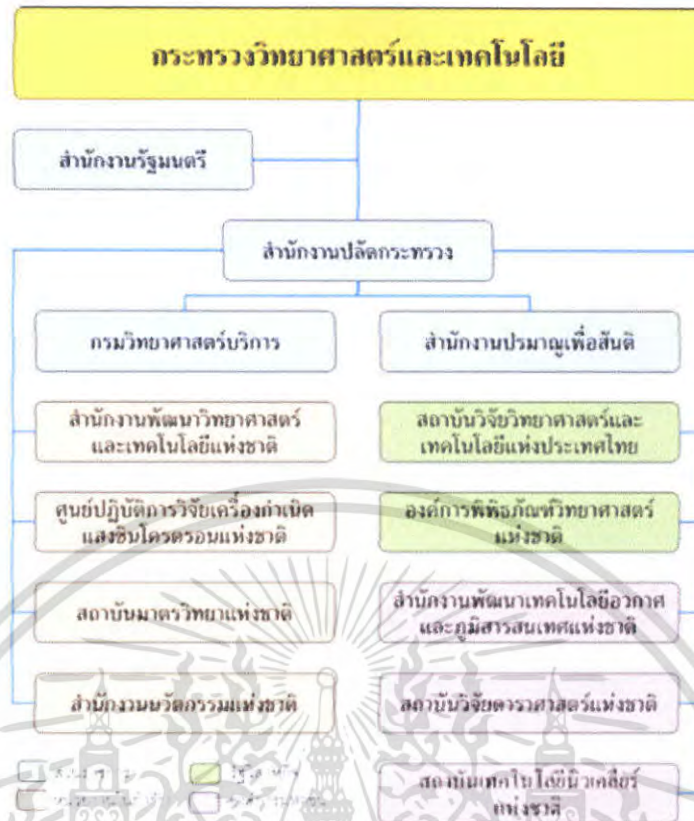 กระทรวงวิทยาศาสตร์และเทคโนโลยี
สำนักงานรัฐมนตรี
สำนักงานปลัดกระทรวง
กรมวิทยาศาสตร์บริการ
สำนักงานปรมาณูเพื่อสันติ
สำนักงานพัฒนาวิทยาศาสตร์
และเทคโนโลยีแห่งชาติ
สถาบันวิจัยวิทยาศาสตร์และ
เทคโนโลยีแห่งประเทศไทย
ศูนย์ปฏิบัติการวิจัยเครื่องกำเนิด
แสงซินโครตรอนแห่งชาติ
องค์การพิพิธภัณฑ์วิทยาศาสตร์
แห่งชาติ
สถาบันมาตรวิทยาแห่งชาติ
สำนักงานพัฒนาเทคโนโลยีอวกาศ
และภูมิสารสนเทศแห่งชาติ
สำนักงานนวัตกรรมแห่งชาติ
สถาบันวิจัยดาราศาสตร์แห่งชาติ
สถาบันเทคโนโลยีนิวเคลียร์
แห่งชาติ